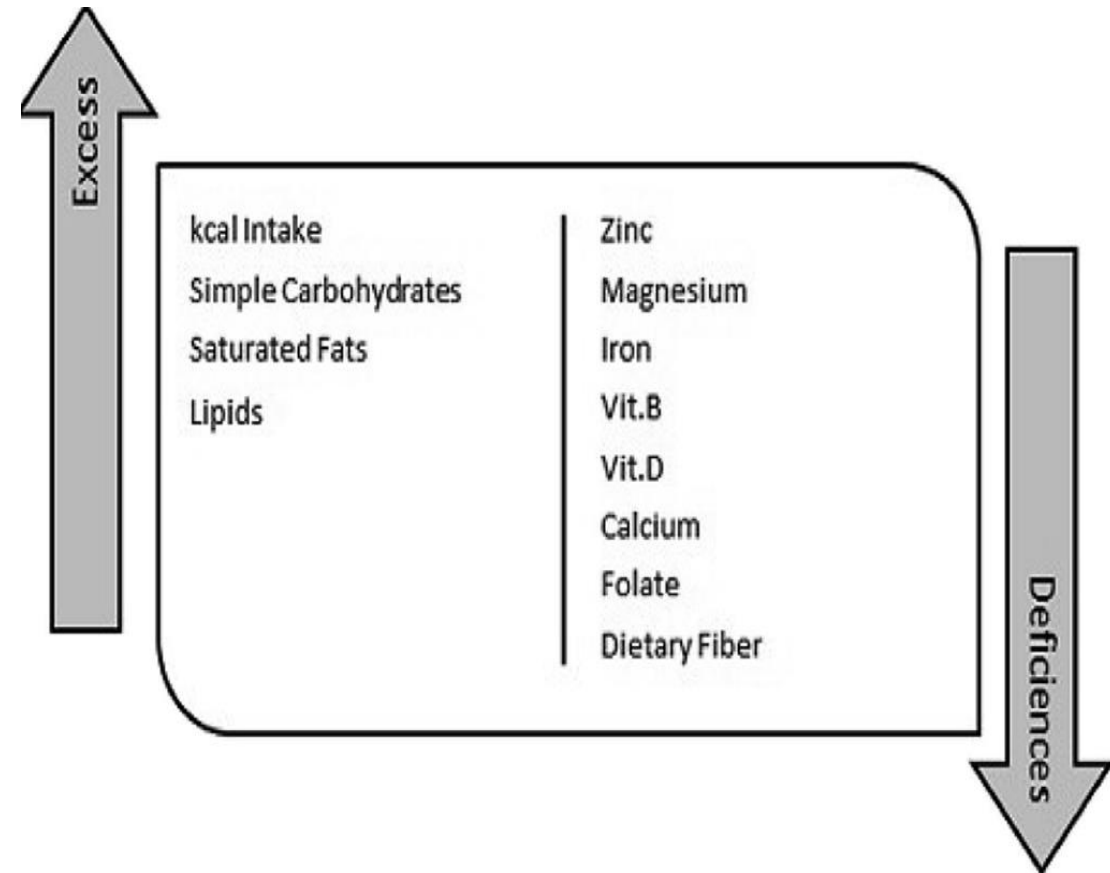 Excess
kcal Intake
Simple Carbohydrates
Saturated Fats
Lipids
Zinc
Magnesium
Iron
Vit.B
Vit.D
Calcium
Folate
Dietary Fiber
Deficiences